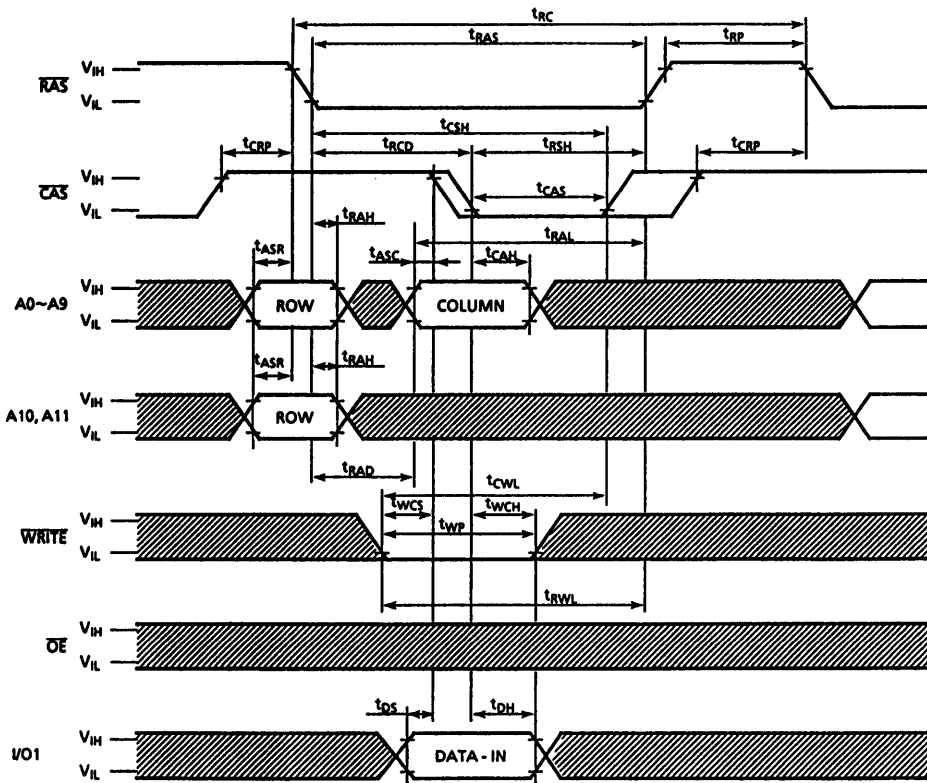 tRC
tRAS
tRP
RAS
VIH
VIL
tCSH
tCRP
tRCD
tRSH
tCRP
CAS
VIH
VIL
tCAS
tRAH
tRAL
tASR
tASC
tCAH
A0~A9
VIH
VIL
ROW
COLUMN
tASR
tRAH
A10, A11
VIH
VIL
ROW
tRAD
tCWL
tWCS
tWCH
WRITE
VIH
VIL
tWP
tRWL
OE
VIH
VIL
tDS
tDH
I/O1
VIH
VIL
DATA - IN